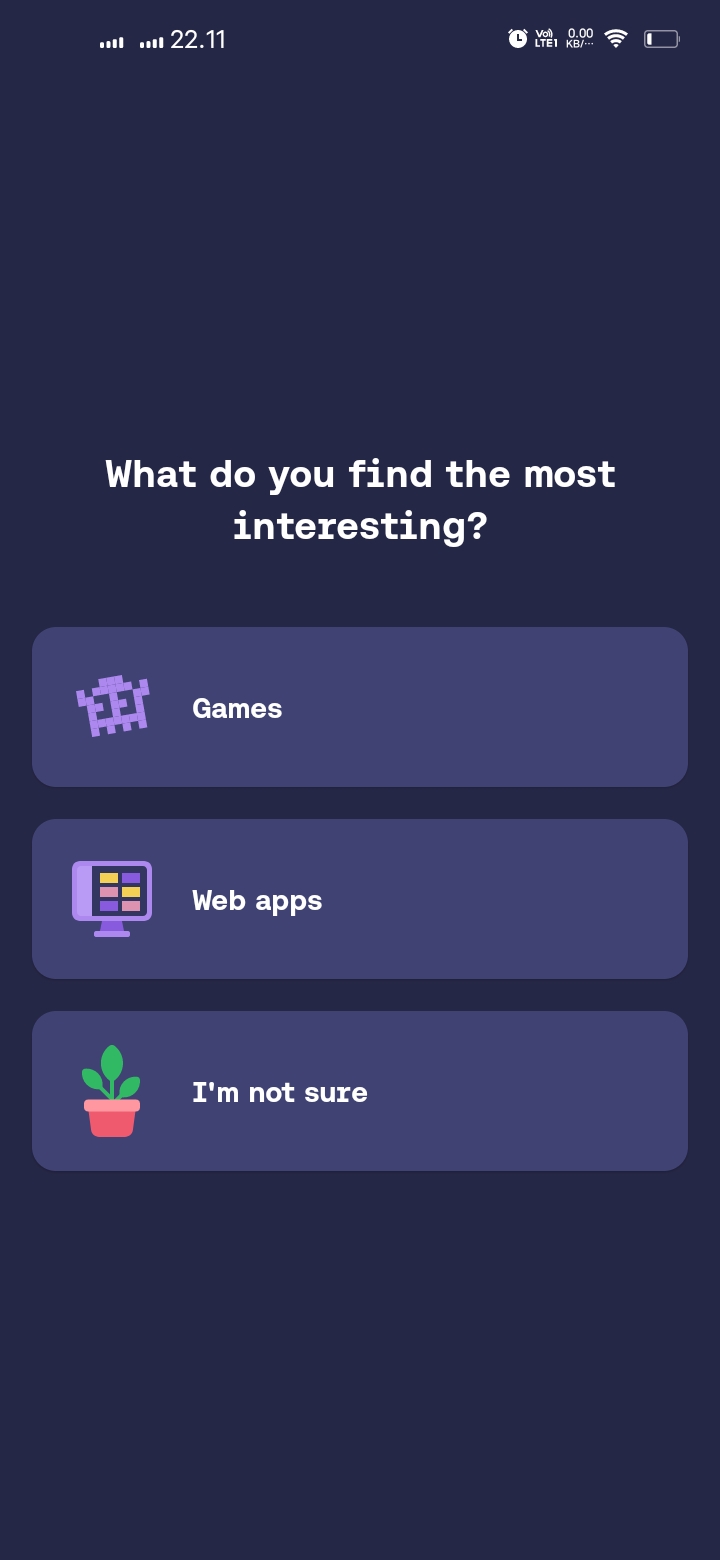 22.11 Vo) 0.00
LTE1 KB/...
What do you find the most
interesting?
Games
Web apps
I'm not sure